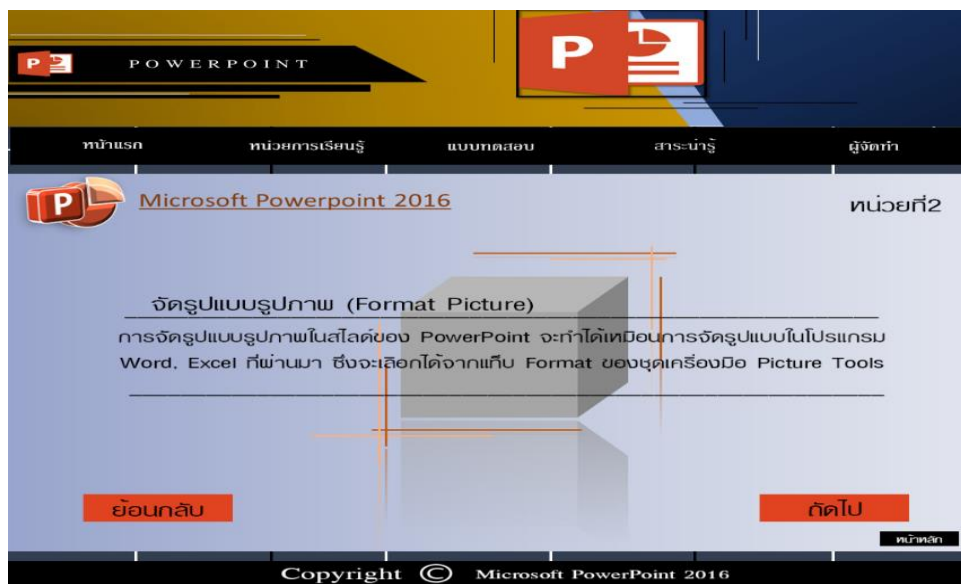 POWERPOINT
หน้าแรก หน่วยการเรียนรู้ แบบทดสอบ สาระน่ารู้ ผู้จัดทำ
Microsoft Powerpoint 2016
หน่วยที่2
จัดรูปแบบรูปภาพ (Format Picture)
การจัดรูปแบบรูปภาพในสไลด์ของ PowerPoint จะทำได้เหมือนการจัดรูปแบบในโปรแกรม
Word, Excel ที่ผ่านมา ซึ่งจะเลือกได้จากแท็บ Format ของชุดเครื่องมือ Picture Tools
ย้อนกลับ ถัดไป
หน้าหลัก
Copyright © Microsoft PowerPoint 2016